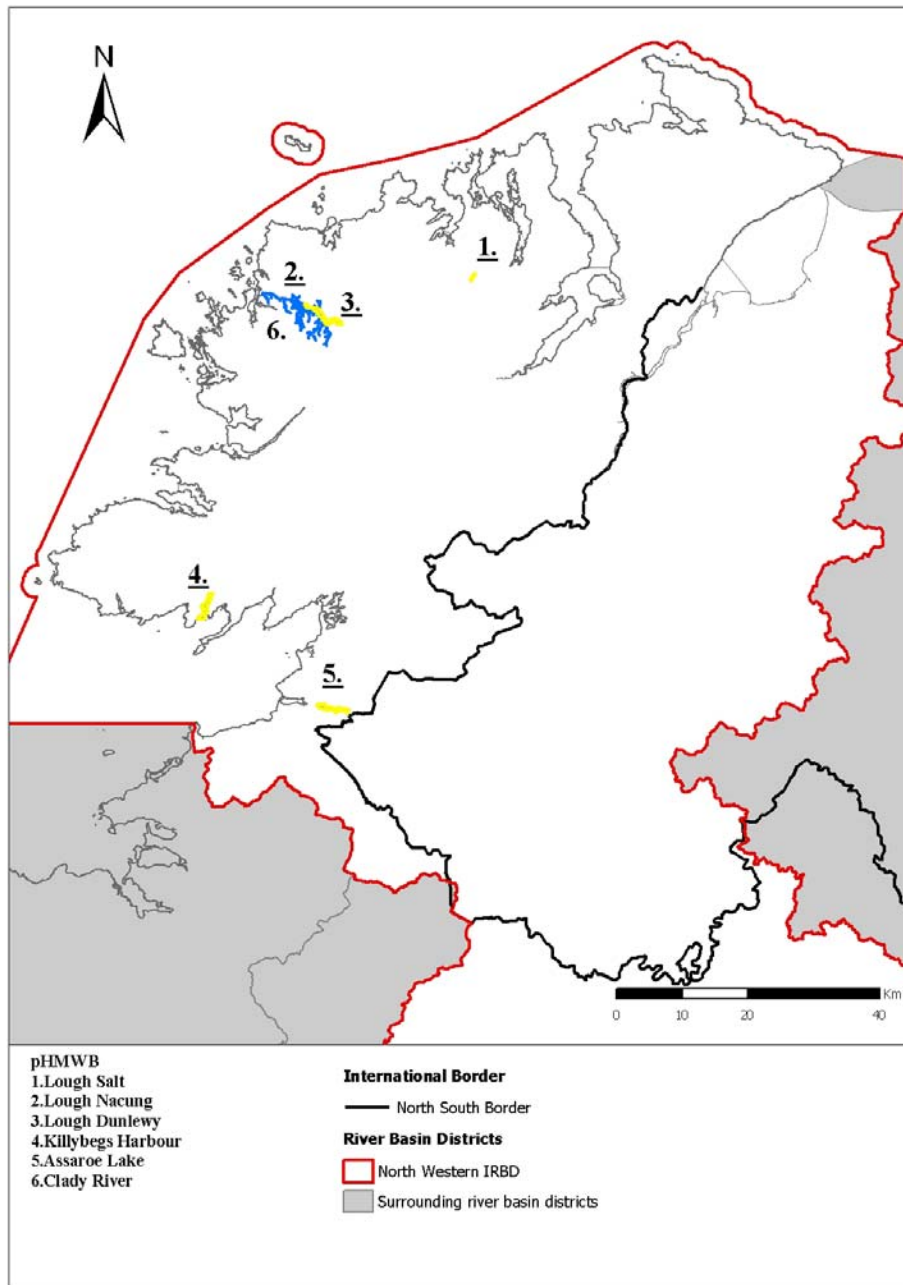 N
1.
2.
3.
6.
4.
5.
Km
0 10 20 40
pHMWB
1.Lough Salt
2.Lough Nacung
3.Lough Dunlewy
4.Killybegs Harbour
5.Assaroe Lake
6.Clady River
International Border
North South Border
River Basin Districts
North Western IRBD
Surrounding river basin districts